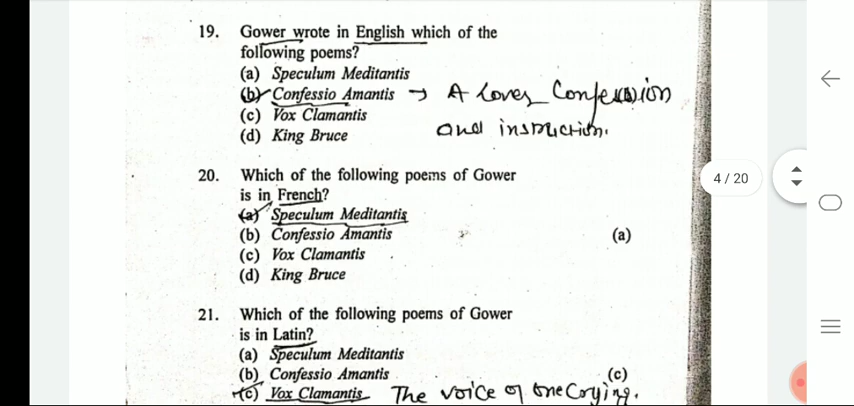 19. Gower wrote in English which of the
following poems?
(a) Speculum Meditantis
(b) Confessio Amantis → A Lover Confession
(c) Vox Clamantis
and instruction.
(d) King Bruce
20. Which of the following poems of Gower
is in French?
(a) Speculum Meditantis
(b) Confessio Amantis (a)
(c) Vox Clamantis
(d) King Bruce
21. Which of the following poems of Gower
is in Latin?
(a) Speculum Meditantis
(b) Confessio Amantis (c)
(c) Vox Clamantis The voice of one Crying.
4 / 20